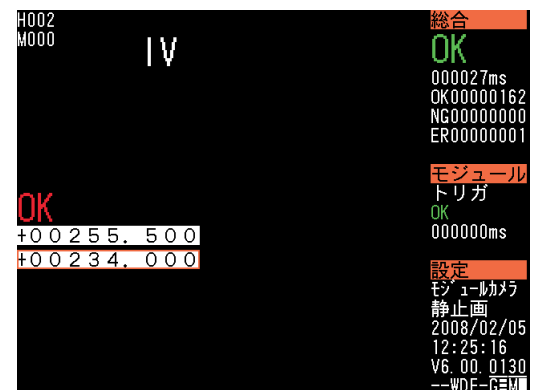 H002
M000
IV
OK
+00255.500
+00234.000
総合
OK
000027ms
OK00000162
NG00000000
ER00000001
モジュール
トリガ
OK
000000ms
設定
ﾓｼﾞｭｰﾙｶﾒﾗ
静止画
2008/02/05
12:25:16
V6.00.0130